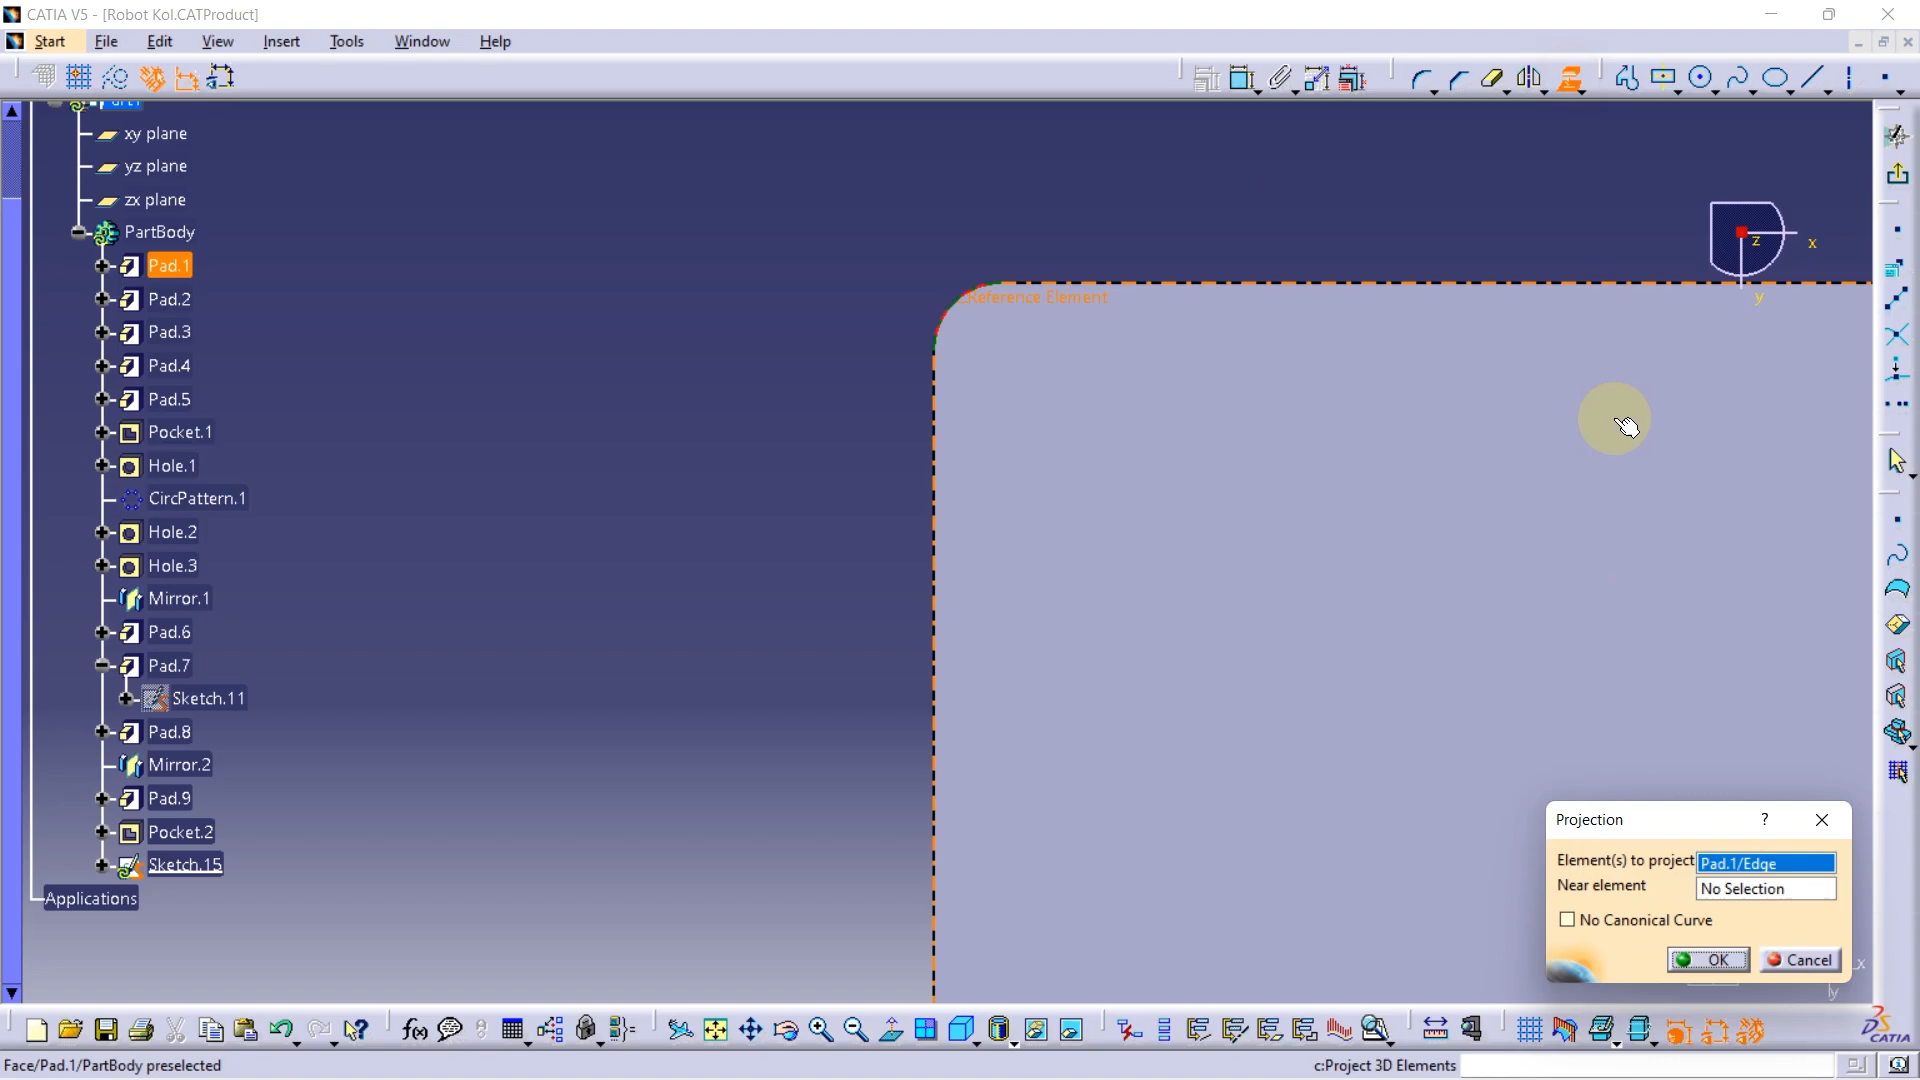 CATIA V5 - [Robot Kol.CATProduct]
Start File Edit View Insert Tools Window Help
Part1
xy plane
yz plane
zx plane
PartBody
Pad.1
Pad.2
Pad.3
Pad.4
Pad.5
Pocket.1
Hole.1
CircPattern.1
Hole.2
Hole.3
Mirror.1
Pad.6
Pad.7
Sketch.11
Pad.8
Mirror.2
Pad.9
Pocket.2
Sketch.15
Applications
Reference Element
z
x
y
Projection ?
Element(s) to project Pad.1/Edge
Near element No Selection
No Canonical Curve
OK Cancel
x
y
f(x)
CATIA
Face/Pad.1/PartBody preselected
c:Project 3D Elements